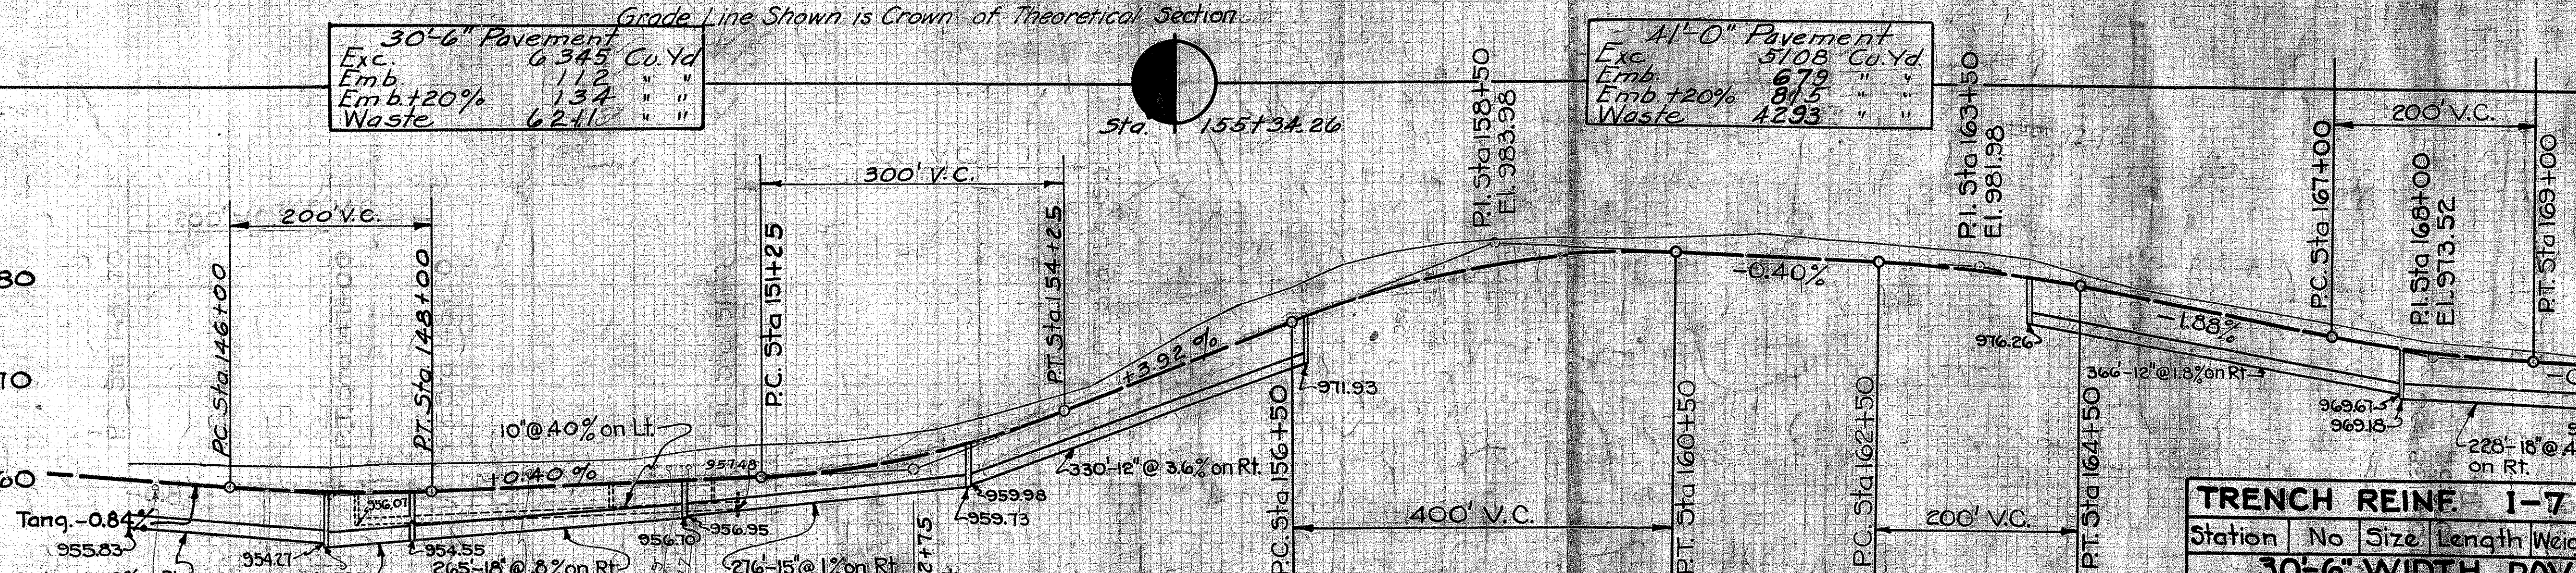 Grade Line Shown is Crown of Theoretical Section
30'-6" Pavement
Exc. 6345 Cu. Yd
Emb. 112 " "
Emb. +20% 134 " "
Waste 6211 " "
Sta. 155+34.26
41'-0" Pavement
Exc. 5108 Cu. Yd.
Emb. 679 " "
Emb. +20% 815 " "
Waste 4293 " "
200' V.C.
P.C. Sta. 146+00
P.T. Sta. 148+00
300' V.C.
P.C. Sta 151+25
P.T. Sta. 154+25
P.I. Sta 158+50
El. 983.98
P.I. Sta 163+50
El. 981.98
200' V.C.
P.C. Sta 167+00
P.I. Sta 168+00
El. 973.52
P.T. Sta 169+00
80
70
60
Tang. -0.84%
+0.40%
+3.92%
-0.40%
-1.88%
10" @ .40% on Lt.
957.48
956.07
955.83
954.27
954.55
956.70
956.95
959.98
959.73
971.93
976.26
969.67
969.18
265'-18" @ .8% on Rt.
276'-15" @ 1% on Rt.
2+75
330'-12" @ 3.6% on Rt.
366'-12" @ 1.8% on Rt.
228'-18" @ .4
on Rt.
P.C. Sta 156+50
400' V.C.
P.T. Sta 160+50
P.C. Sta 162+50
200' V.C.
P.T. Sta 164+50
TRENCH REINF. I-7
Station No Size Length Weig
30'-6" WIDTH PAV